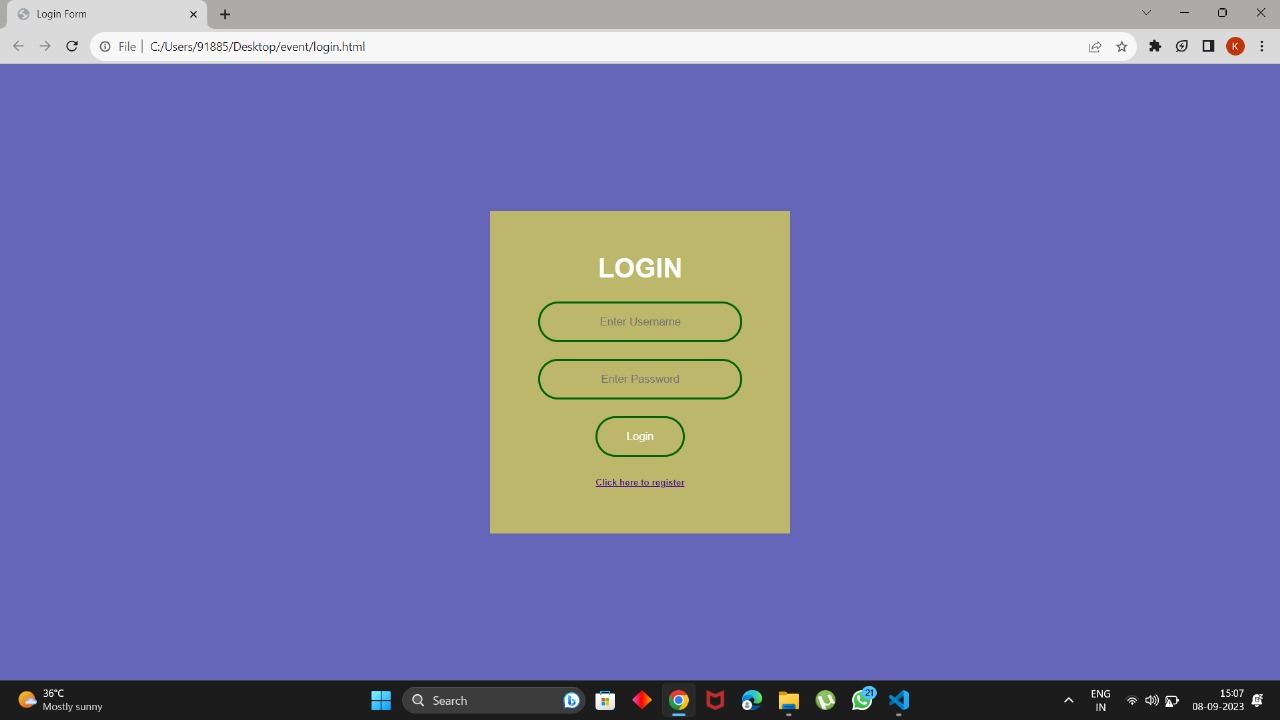 Login Form
File | C:/Users/91885/Desktop/event/login.html
K
LOGIN
Enter Username
Enter Password
Login
Click here to register
36°C
Mostly sunny
Search
21
ENG
IN
15:07
08-09-2023